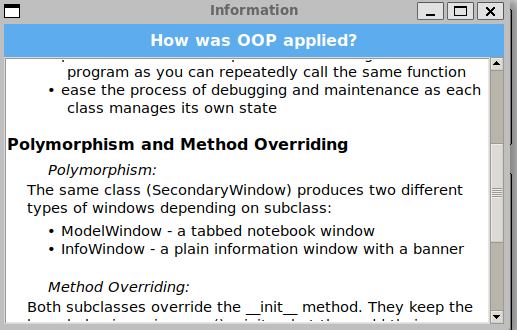 Information
How was OOP applied?
program as you can repeatedly call the same function
• ease the process of debugging and maintenance as each
class manages its own state
Polymorphism and Method Overriding
Polymorphism:
The same class (SecondaryWindow) produces two different
types of windows depending on subclass:
• ModelWindow - a tabbed notebook window
• InfoWindow - a plain information window with a banner
Method Overriding:
Both subclasses override the __init__ method. They keep the